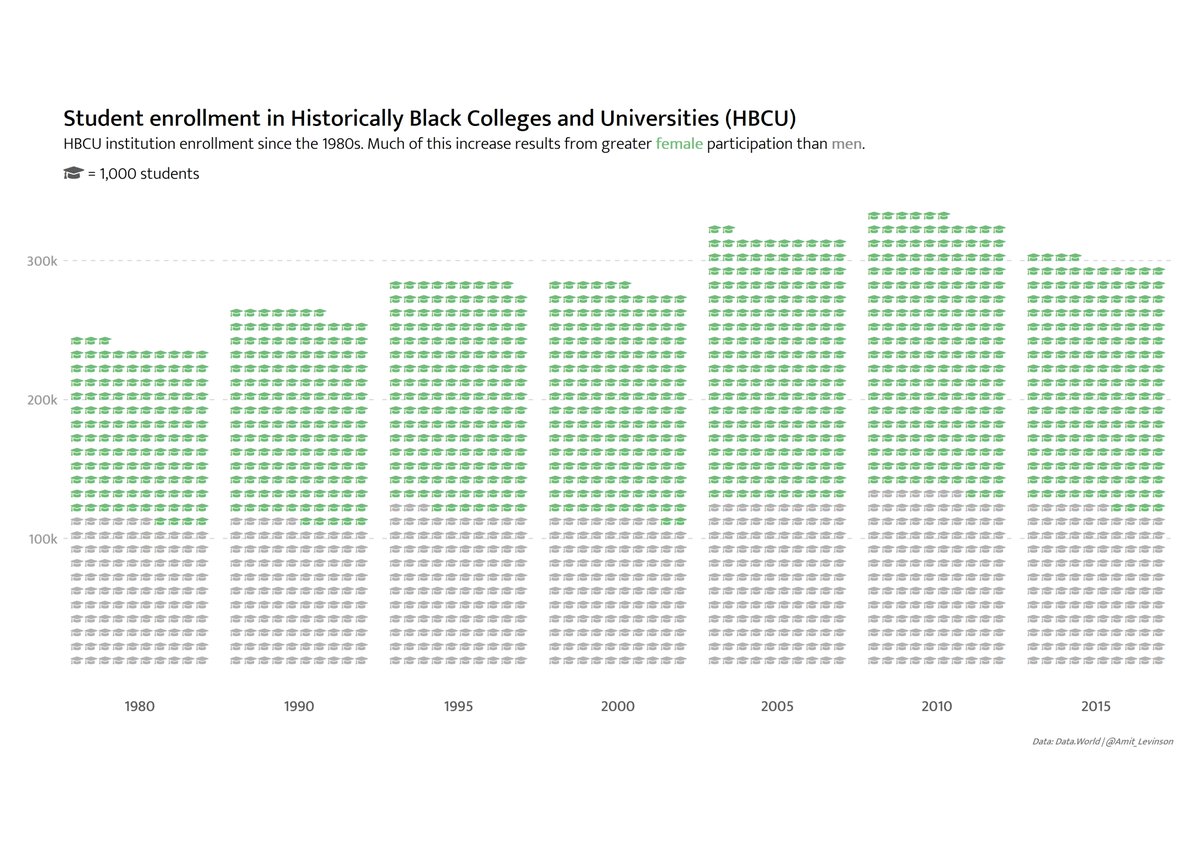 Student enrollment in Historically Black Colleges and Universities (HBCU)
HBCU institution enrollment since the 1980s. Much of this increase results from greater female participation than men.
= 1,000 students
300k
200k
100k
1980 1990 1995 2000 2005 2010 2015
Data: Data.World | @Amit_Levinson